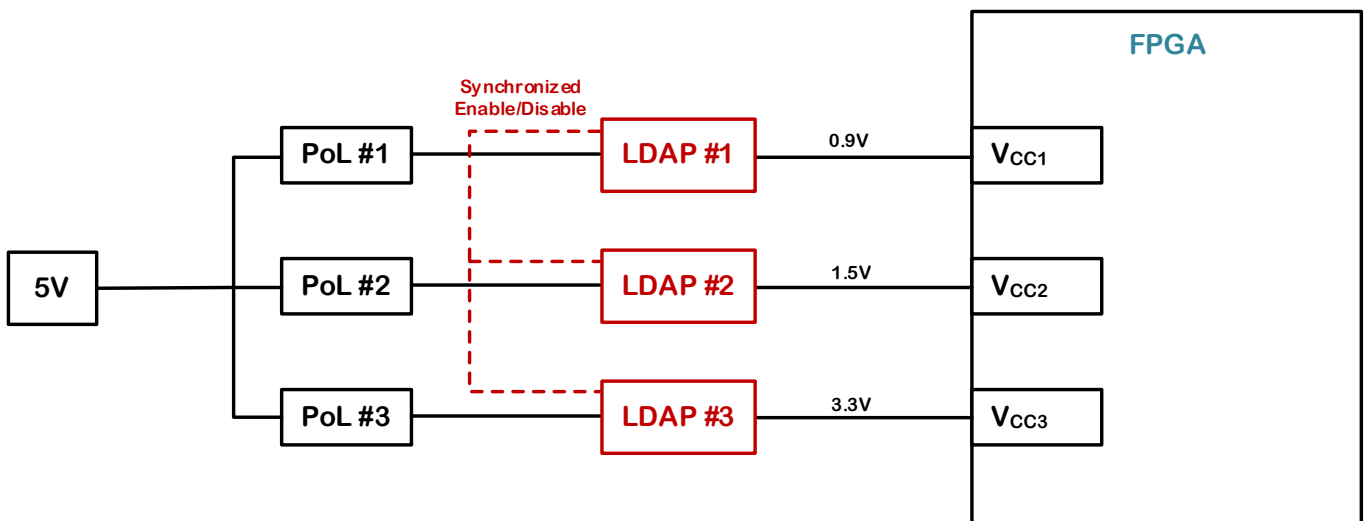 FPGA
Synchronized
Enable/Disable
PoL #1
LDAP #1
0.9V
VCC1
5V
PoL #2
LDAP #2
1.5V
VCC2
PoL #3
LDAP #3
3.3V
VCC3